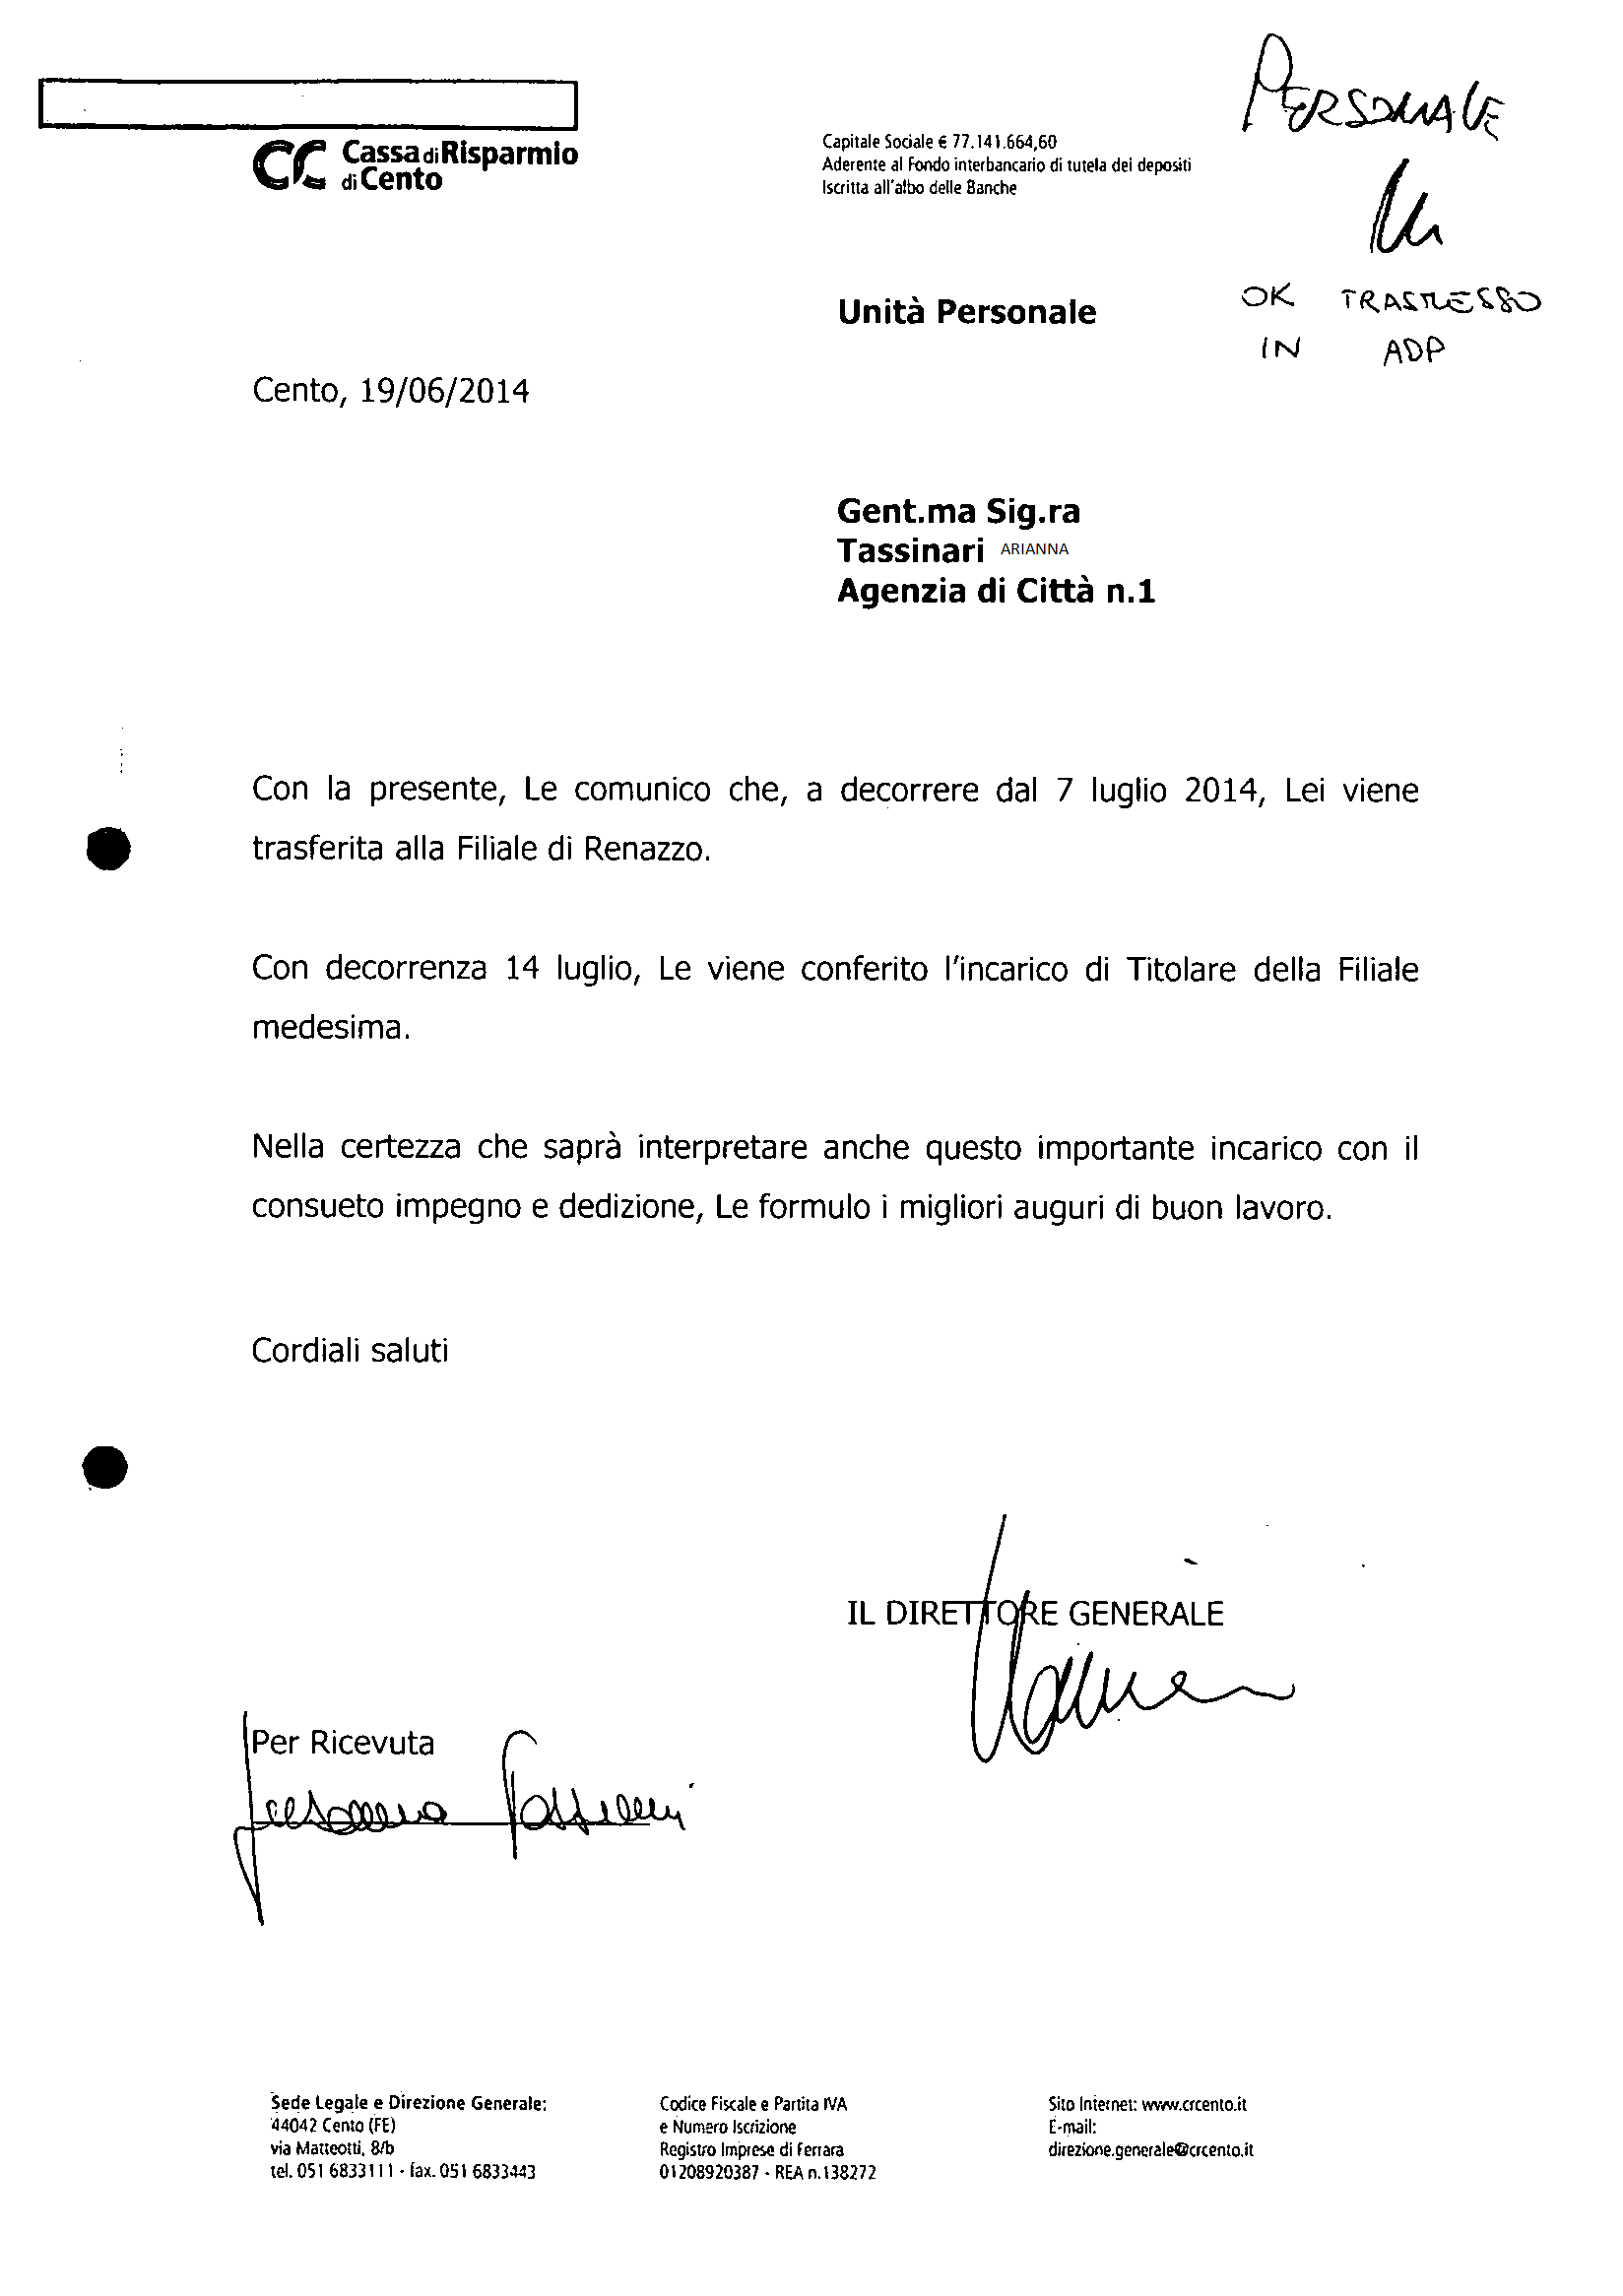 PERSONALE
Cassa di Risparmio
di Cento
Capitale Sociale € 77.141.664,60
Aderente al Fondo interbancario di tutela dei depositi
Iscritta all'albo delle Banche
Unità Personale
OK TRASMESSO
IN ADP
Cento, 19/06/2014
Gent.ma Sig.ra
Tassinari ARIANNA
Agenzia di Città n.1
Con la presente, Le comunico che, a decorrere dal 7 luglio 2014, Lei viene
trasferita alla Filiale di Renazzo.
Con decorrenza 14 luglio, Le viene conferito l'incarico di Titolare della Filiale
medesima.
Nella certezza che saprà interpretare anche questo importante incarico con il
consueto impegno e dedizione, Le formulo i migliori auguri di buon lavoro.
Cordiali saluti
IL DIRETTORE GENERALE
Per Ricevuta
Tassinari
Sede Legale e Direzione Generale:
44042 Cento (FE)
via Matteotti, 8/b
tel. 051 6833111 - fax. 051 6833443
Codice Fiscale e Partita IVA
e Numero Iscrizione
Registro Imprese di Ferrara
01208920387 - REA n.138272
Sito Internet: www.crcento.it
E-mail:
direzione.generale@crcento.it